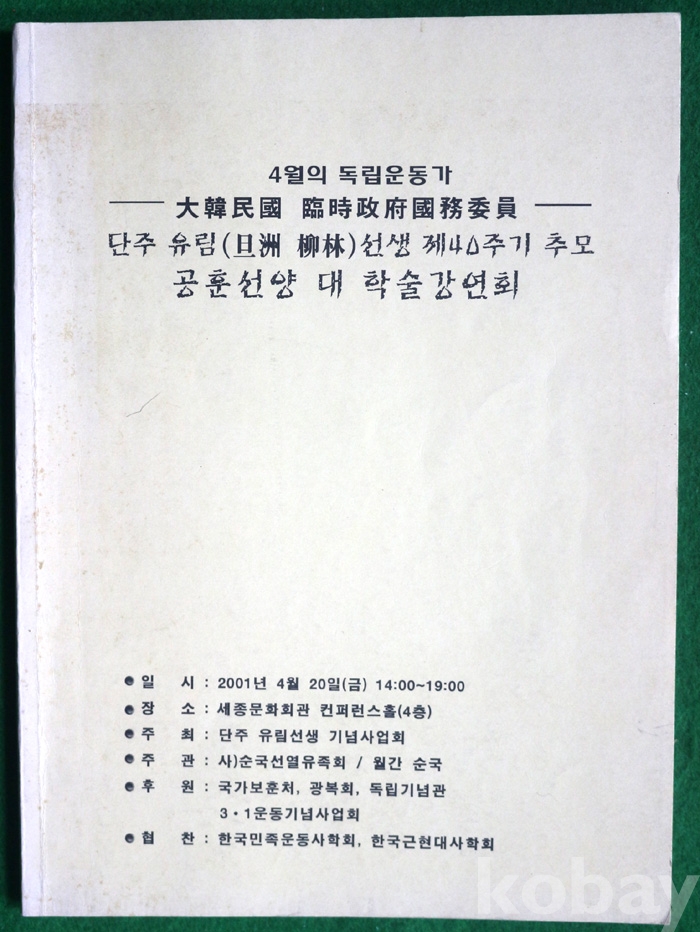 4월의 독립운동가
大韓民國 臨時政府國務委員
단주 유림(旦洲 柳林)선생 제40주기 추모
공훈선양 대 학술강연회
● 일 시 : 2001년 4월 20일(금) 14:00~19:00
● 장 소 : 세종문화회관 컨퍼런스홀(4층)
● 주 최 : 단주 유림선생 기념사업회
● 주 관 : 사)순국선열유족회 / 월간 순국
● 후 원 : 국가보훈처, 광복회, 독립기념관
3·1운동기념사업회
● 협 찬 : 한국민족운동사학회, 한국근현대사학회
kobay